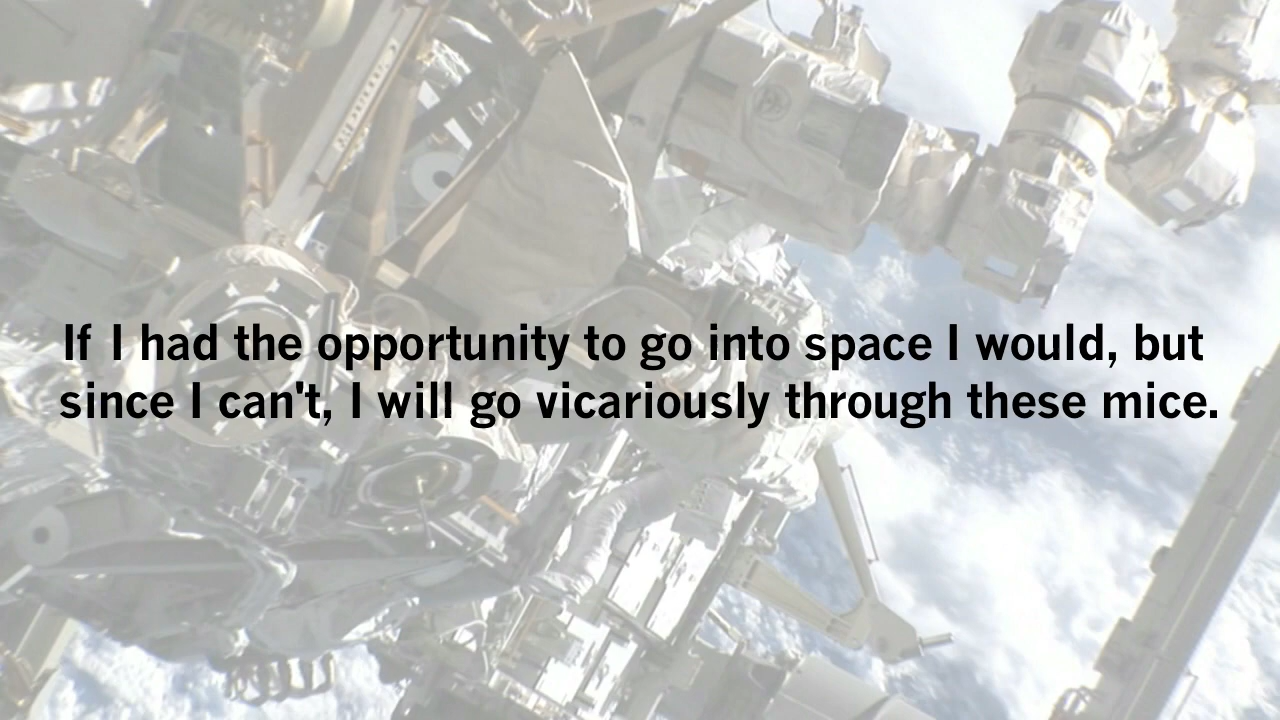 If I had the opportunity to go into space I would, but
since I can't, I will go vicariously through these mice.